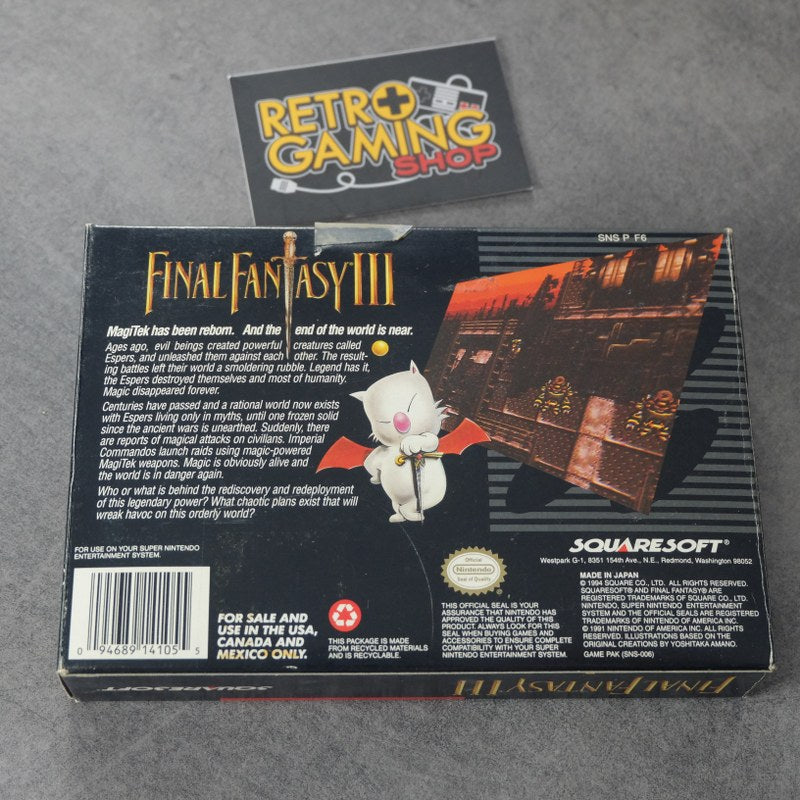 RETRO
GAMING
SHOP
SNS P F6
FINAL FANTASY III
MagiTek has been reborn. And the end of the world is near.
Ages ago, evil beings created powerful creatures called
Espers, and unleashed them against each other. The result-
ing battles left their world a smoldering rubble. Legend has it,
the Espers destroyed themselves and most of humanity.
Magic disappeared forever.
Centuries have passed and a rational world now exists
with Espers living only in myths, until one frozen solid
since the ancient wars is unearthed. Suddenly, there
are reports of magical attacks on civilians. Imperial
Commandos launch raids using magic-powered
MagiTek weapons. Magic is obviously alive and
the world is in danger again.
Who or what is behind the rediscovery and redeployment
of this legendary power? What chaotic plans exist that will
wreak havoc on this orderly world?
FOR USE ON YOUR SUPER NINTENDO
ENTERTAINMENT SYSTEM.
0 94689 14105 5
FOR SALE AND
USE IN THE USA,
CANADA AND
MEXICO ONLY.
THIS PACKAGE IS MADE
FROM RECYCLED MATERIALS
AND IS RECYCLABLE.
Official
Nintendo
Seal of Quality
THIS OFFICIAL SEAL IS YOUR
ASSURANCE THAT NINTENDO HAS
APPROVED THE QUALITY OF THIS
PRODUCT. ALWAYS LOOK FOR THIS
SEAL WHEN BUYING GAMES AND
ACCESSORIES TO ENSURE COMPLETE
COMPATIBILITY WITH YOUR SUPER
NINTENDO ENTERTAINMENT SYSTEM.
SQUARESOFT®
Westpark G-1, 8351 154th Ave., N.E., Redmond, Washington 98052
MADE IN JAPAN
© 1994 SQUARE CO., LTD. ALL RIGHTS RESERVED.
SQUARESOFT® AND FINAL FANTASY® ARE
REGISTERED TRADEMARKS OF SQUARE CO., LTD.
NINTENDO, SUPER NINTENDO ENTERTAINMENT
SYSTEM AND THE OFFICIAL SEALS ARE REGISTERED
TRADEMARKS OF NINTENDO OF AMERICA INC.
© 1991 NINTENDO OF AMERICA INC. ALL RIGHTS
RESERVED. ILLUSTRATIONS BASED ON THE
ORIGINAL CREATIONS BY YOSHITAKA AMANO.
GAME PAK (SNS-006)
SQUARESOFT
FINAL FANTASY III